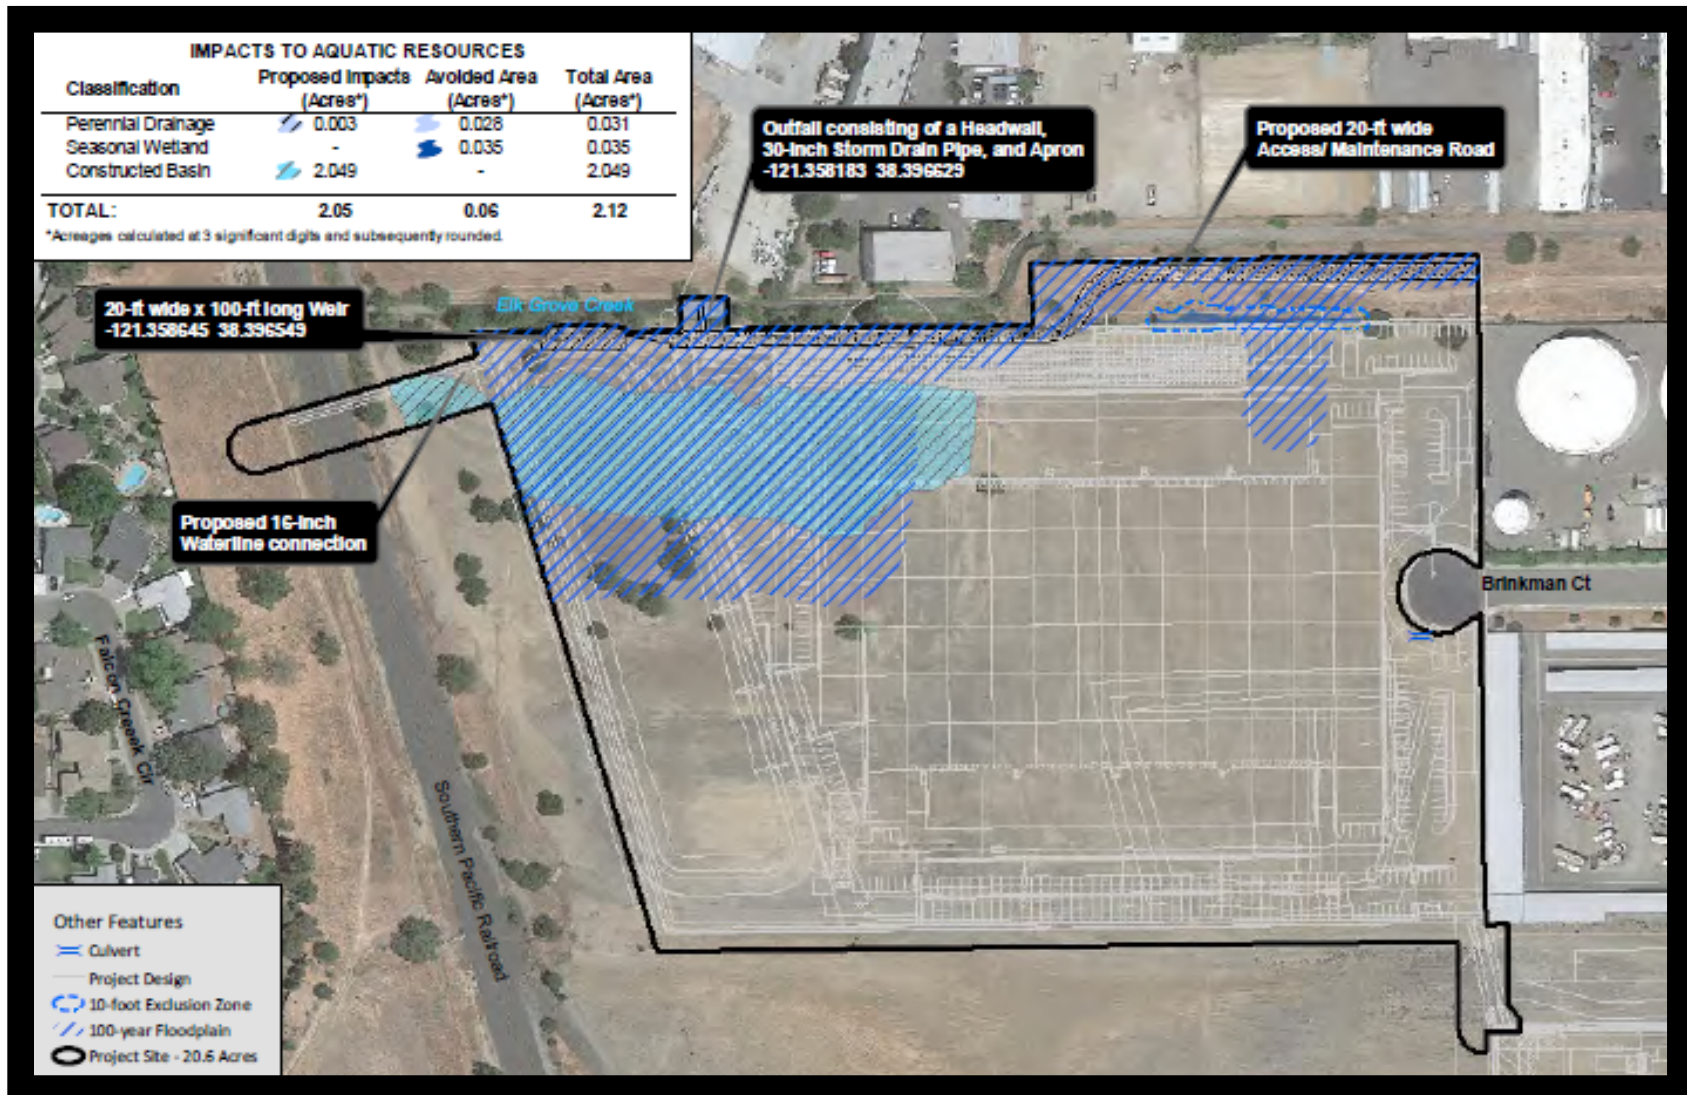 IMPACTS TO AQUATIC RESOURCES
Classification Proposed Impacts (Acres*) Avoided Area (Acres*) Total Area (Acres*)
Perennial Drainage 0.003 0.028 0.031
Seasonal Wetland - 0.035 0.035
Constructed Basin 2.049 - 2.049
TOTAL: 2.05 0.06 2.12
*Acreages calculated at 3 significant digits and subsequently rounded.
Outfall consisting of a Headwall,
30-inch Storm Drain Pipe, and Apron
-121.358183 38.396629
Proposed 20-ft wide
Access/ Maintenance Road
20-ft wide x 100-ft long Weir
-121.358645 38.396549
Elk Grove Creek
Proposed 16-inch
Waterline connection
Brinkman Ct
Falcon Creeek Cir
Southern Pacific Railroad
Other Features
Culvert
Project Design
10-foot Exclusion Zone
100-year Floodplain
Project Site - 20.6 Acres